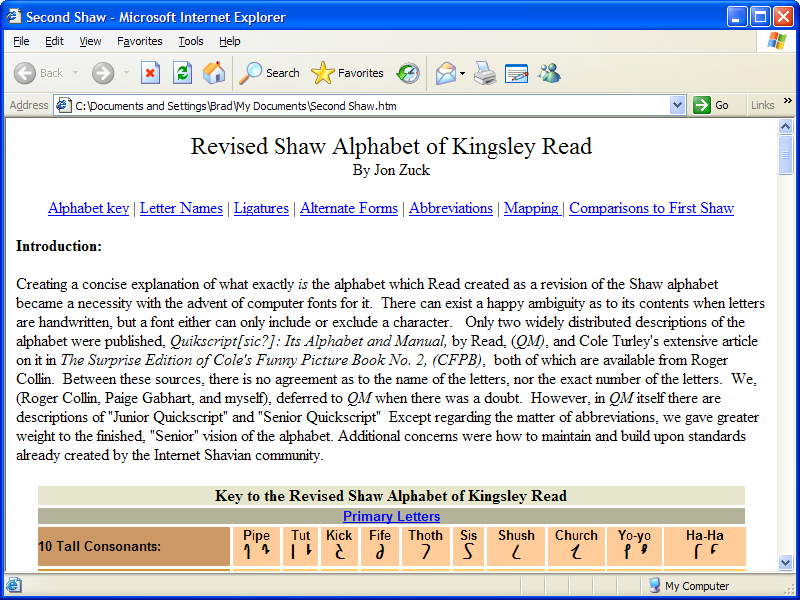 Second Shaw - Microsoft Internet Explorer
File Edit View Favorites Tools Help
Back Search Favorites
Address C:\Documents and Settings\Brad\My Documents\Second Shaw.htm Go Links »
Revised Shaw Alphabet of Kingsley Read
By Jon Zuck
Alphabet key | Letter Names | Ligatures | Alternate Forms | Abbreviations | Mapping | Comparisons to First Shaw
Introduction:
Creating a concise explanation of what exactly is the alphabet which Read created as a revision of the Shaw alphabet
became a necessity with the advent of computer fonts for it.  There can exist a happy ambiguity as to its contents when letters
are handwritten, but a font either can only include or exclude a character.   Only two widely distributed descriptions of the
alphabet were published, Quikscript[sic?]: Its Alphabet and Manual, by Read, (QM), and Cole Turley's extensive article
on it in The Surprise Edition of Cole's Funny Picture Book No. 2, (CFPB),  both of which are available from Roger
Collin.  Between these sources, there is no agreement as to the name of the letters, nor the exact number of the letters.  We,
(Roger Collin, Paige Gabhart, and myself), deferred to QM when there was a doubt.  However, in QM itself there are
descriptions of "Junior Quickscript" and "Senior Quickscript"  Except regarding the matter of abbreviations, we gave greater
weight to the finished, "Senior" vision of the alphabet. Additional concerns were how to maintain and build upon standards
already created by the Internet Shavian community.
Key to the Revised Shaw Alphabet of Kingsley Read
Primary Letters
10 Tall Consonants: Pipe Tut Kick Fife Thoth Sis Shush Church Yo-yo Ha-Ha
My Computer